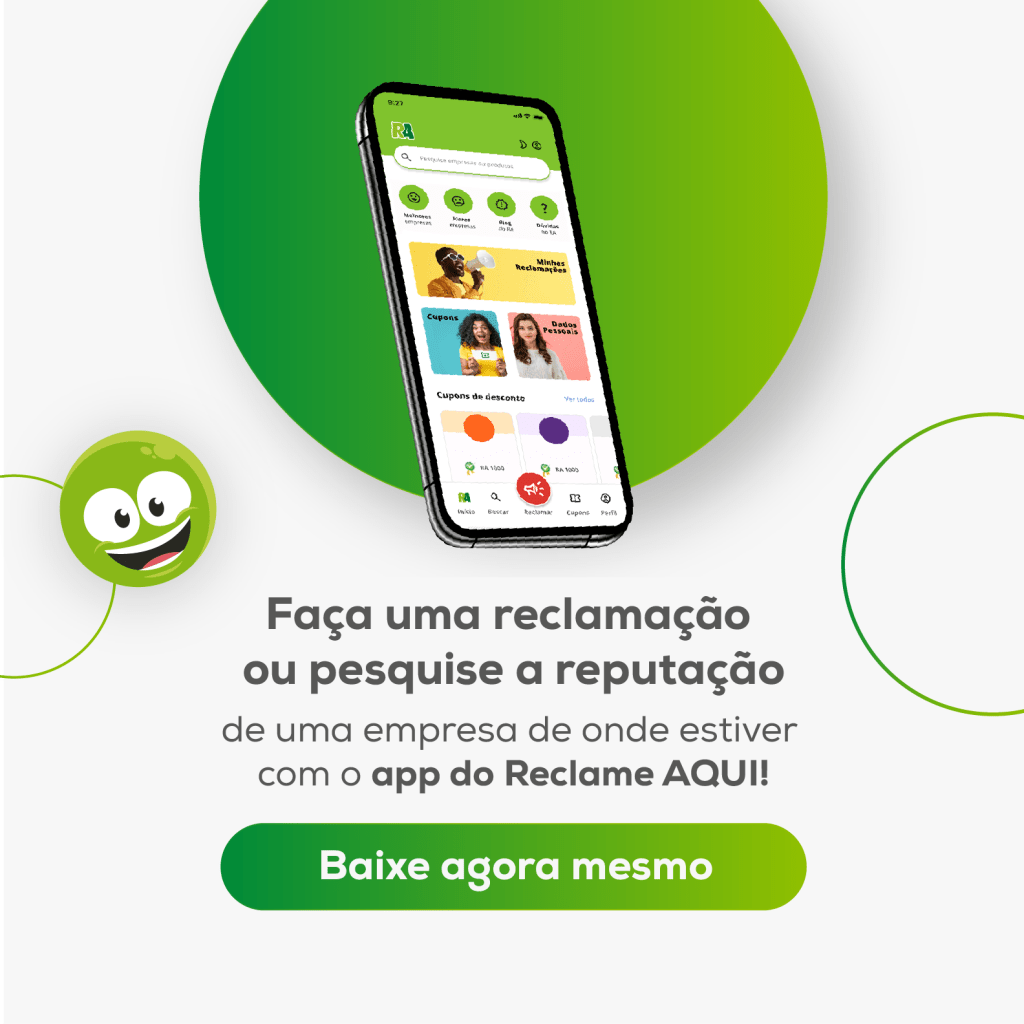 9:27
RA
Pesquise empresas ou produtos
Melhores
empresas
Piores
empresas
Blog
do RA
Dúvidas
no RA
Minhas
Reclamações
Cupons
Dados
Pessoais
Cupons de desconto
Ver todos
RA 1000
RA 1000
RA
Início
Buscar
Reclamar
Cupons
Perfil
Faça uma reclamação
ou pesquise a reputação
de uma empresa de onde estiver
com o app do Reclame AQUI!
Baixe agora mesmo